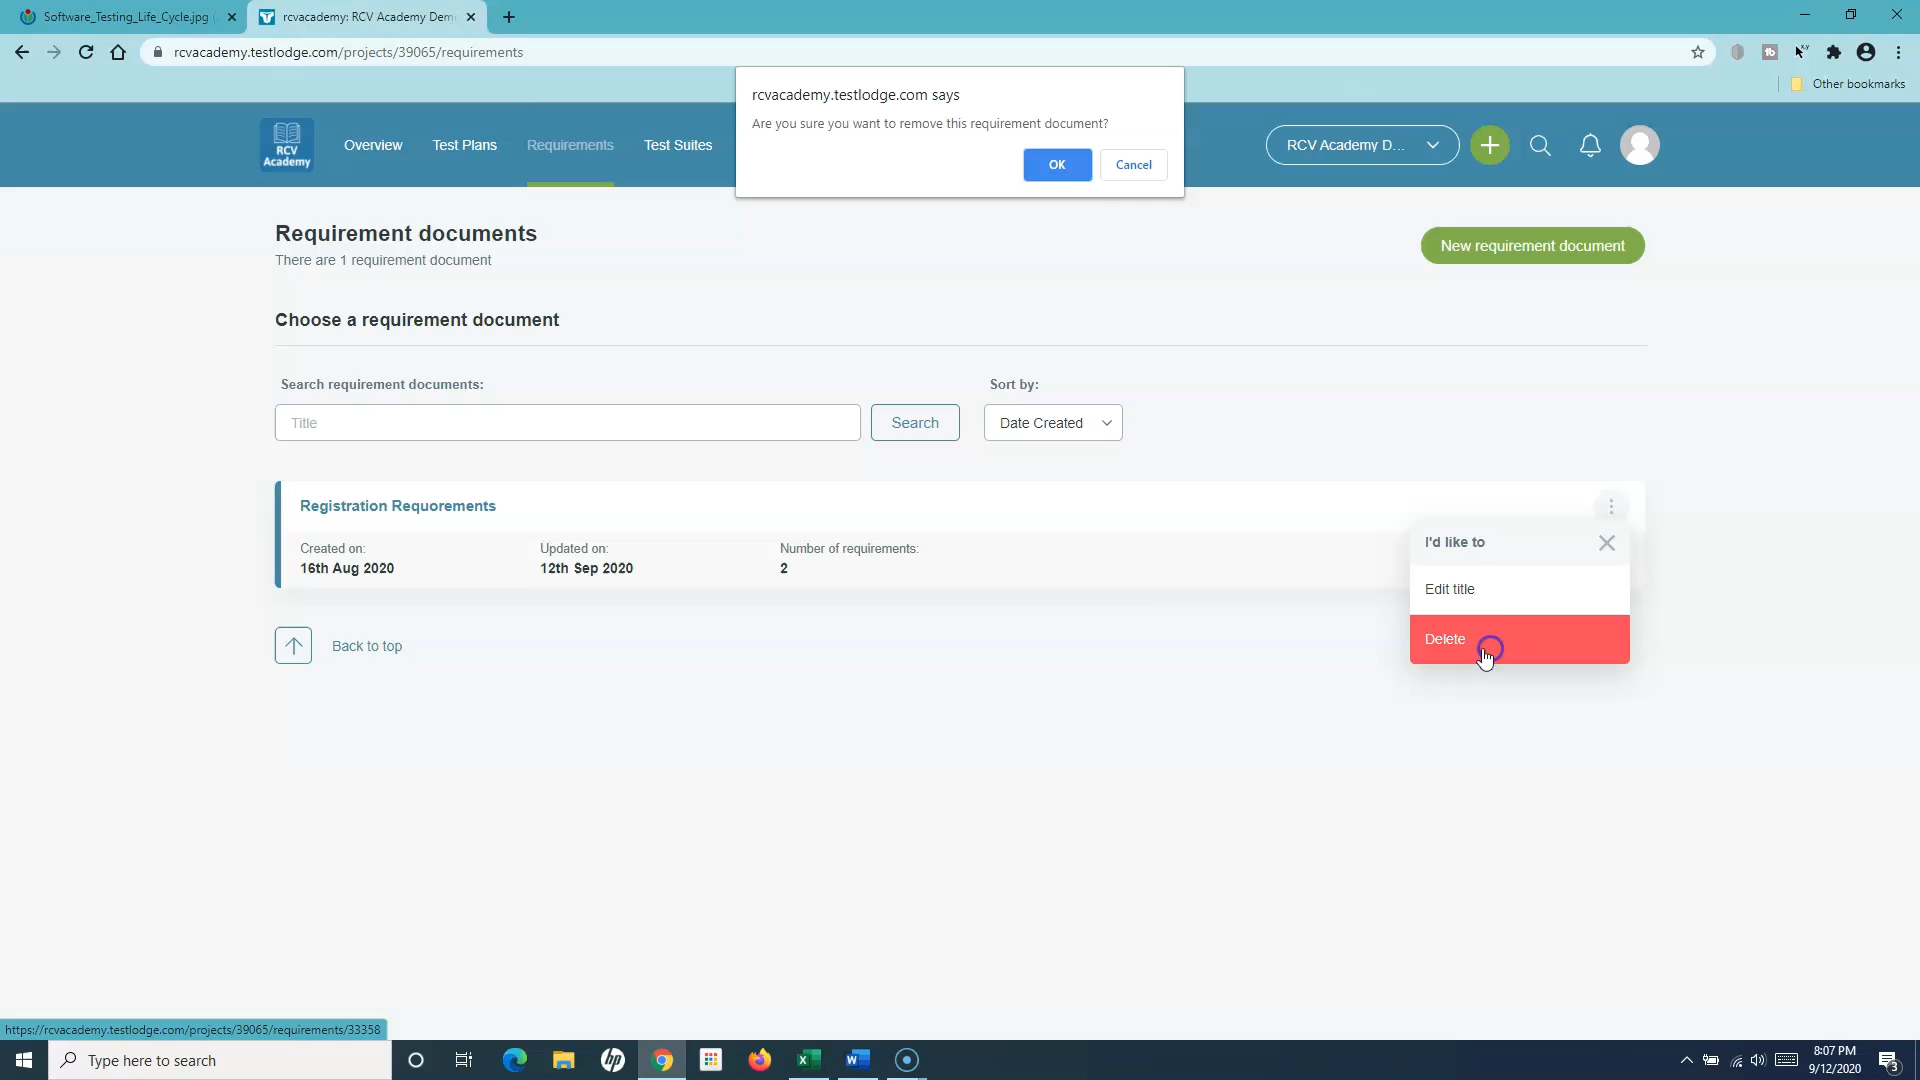 Software_Testing_Life_Cycle.jpg
rcvacademy: RCV Academy Dem
rcvacademy.testlodge.com/projects/39065/requirements
Other bookmarks
rcvacademy.testlodge.com says
Are you sure you want to remove this requirement document?
OK
Cancel
RCV
Academy
Overview
Test Plans
Requirements
Test Suites
RCV Academy D...
Requirement documents
There are 1 requirement document
New requirement document
Choose a requirement document
Search requirement documents:
Sort by:
Title
Search
Date Created
Registration Requorements
Created on:
Updated on:
Number of requirements:
16th Aug 2020
12th Sep 2020
2
I'd like to
Edit title
Delete
Back to top
https://rcvacademy.testlodge.com/projects/39065/requirements/33358
Type here to search
8:07 PM
9/12/2020
3